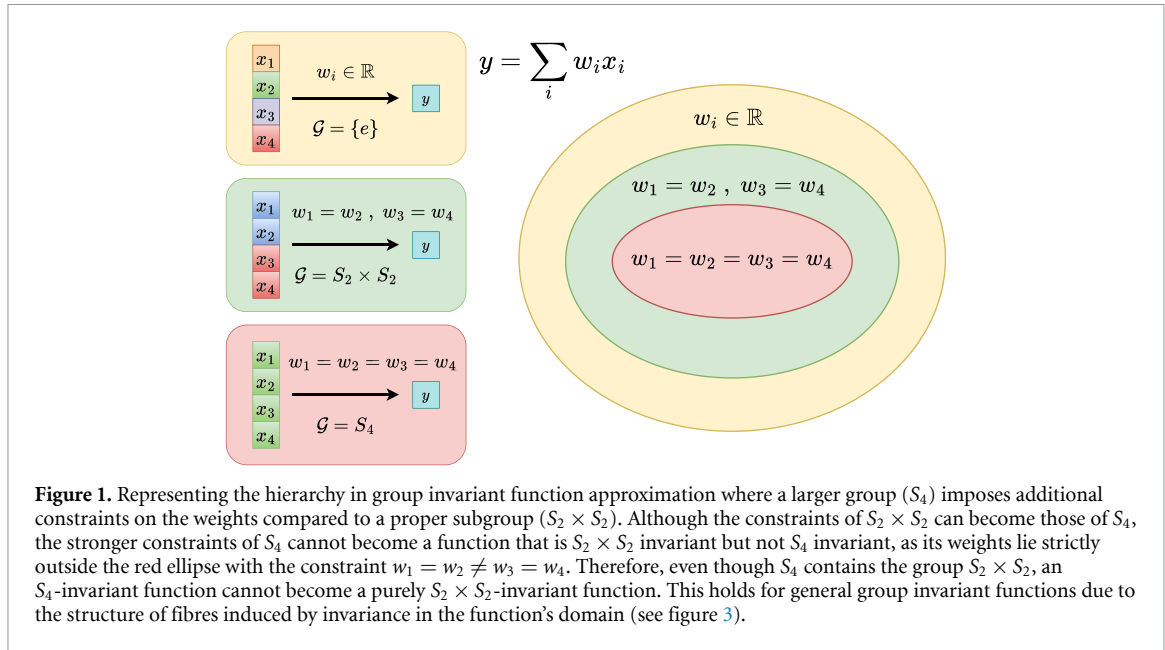 x₁
x₂
x₃
x₄
wᵢ ∈ ℝ
𝒢 = {e}
y
y = ∑ᵢ wᵢxᵢ
x₁
x₂
x₃
x₄
w₁ = w₂ , w₃ = w₄
𝒢 = S₂ × S₂
y
x₁
x₂
x₃
x₄
w₁ = w₂ = w₃ = w₄
𝒢 = S₄
y
wᵢ ∈ ℝ
w₁ = w₂ , w₃ = w₄
w₁ = w₂ = w₃ = w₄
Figure 1. Representing the hierarchy in group invariant function approximation where a larger group (S₄) imposes additional
constraints on the weights compared to a proper subgroup (S₂ × S₂). Although the constraints of S₂ × S₂ can become those of S₄,
the stronger constraints of S₄ cannot become a function that is S₂ × S₂ invariant but not S₄ invariant, as its weights lie strictly
outside the red ellipse with the constraint w₁ = w₂ ≠ w₃ = w₄. Therefore, even though S₄ contains the group S₂ × S₂, an
S₄-invariant function cannot become a purely S₂ × S₂-invariant function. This holds for general group invariant functions due to
the structure of fibres induced by invariance in the function's domain (see figure 3).